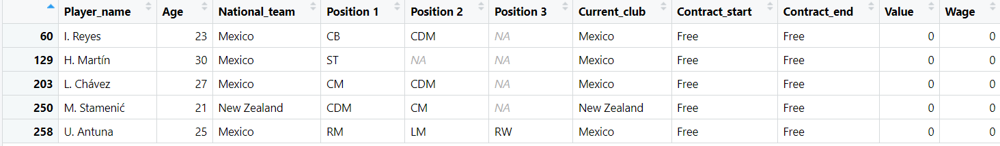 Player_name Age National_team Position 1 Position 2 Position 3 Current_club Contract_start Contract_end Value Wage
60 I. Reyes 23 Mexico CB CDM NA Mexico Free Free 0 0
129 H. Martín 30 Mexico ST NA NA Mexico Free Free 0 0
203 L. Chávez 27 Mexico CM CDM NA Mexico Free Free 0 0
250 M. Stamenić 21 New Zealand CDM CM NA New Zealand Free Free 0 0
258 U. Antuna 25 Mexico RM LM RW Mexico Free Free 0 0